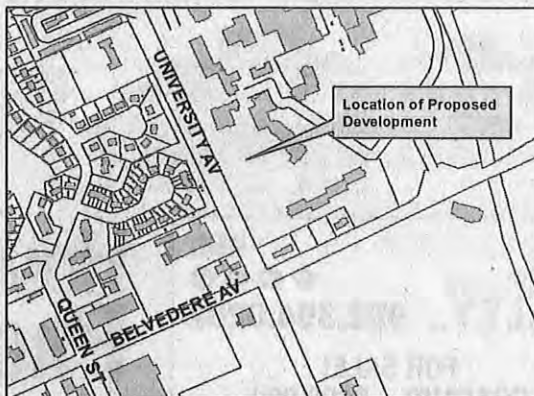 UNIVERSITY AV
Location of Proposed
Development
BELVEDERE AV
QUEEN ST